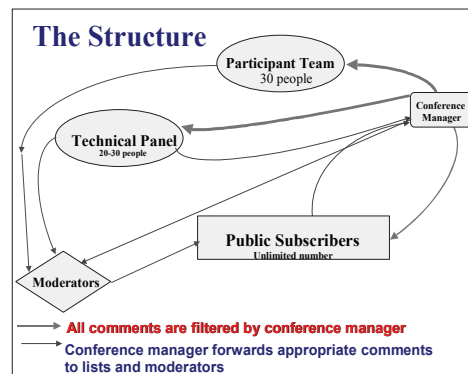 The Structure
Participant Team
30 people
Conference
Manager
Technical Panel
20-30 people
Public Subscribers
Unlimited number
Moderators
All comments are filtered by conference manager
Conference manager forwards appropriate comments
to lists and moderators